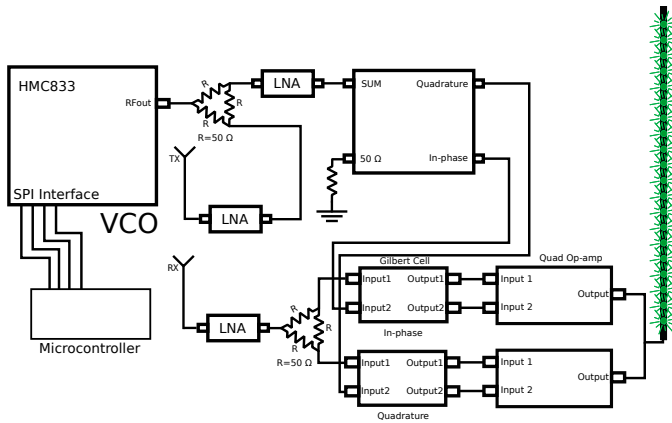 HMC833
RFout
SPI Interface
VCO
Microcontroller
R
R
R
R=50 Ω
LNA
TX
LNA
SUM
Quadrature
50 Ω
In-phase
RX
LNA
R
R
R
R=50 Ω
Gilbert Cell
Input1
Output1
Input2
Output2
In-phase
Quad Op-amp
Input 1
Output
Input 2
Input1
Output1
Input2
Output2
Quadrature
Input 1
Output
Input 2